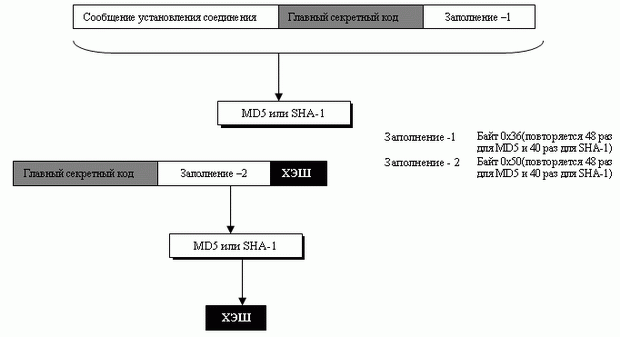 Сообщение установления соединения Главный секретный код Заполнение –1
MD5 или SHA-1
Заполнение -1 Байт 0x36(повторяется 48 раз
для MD5 и 40 раз для SHA-1)
Заполнение - 2 Байт 0x50(повторяется 48 раз
для MD5 и 40 раз для SHA-1)
Главный секретный код Заполнение –2 ХЭШ
MD5 или SHA-1
ХЭШ